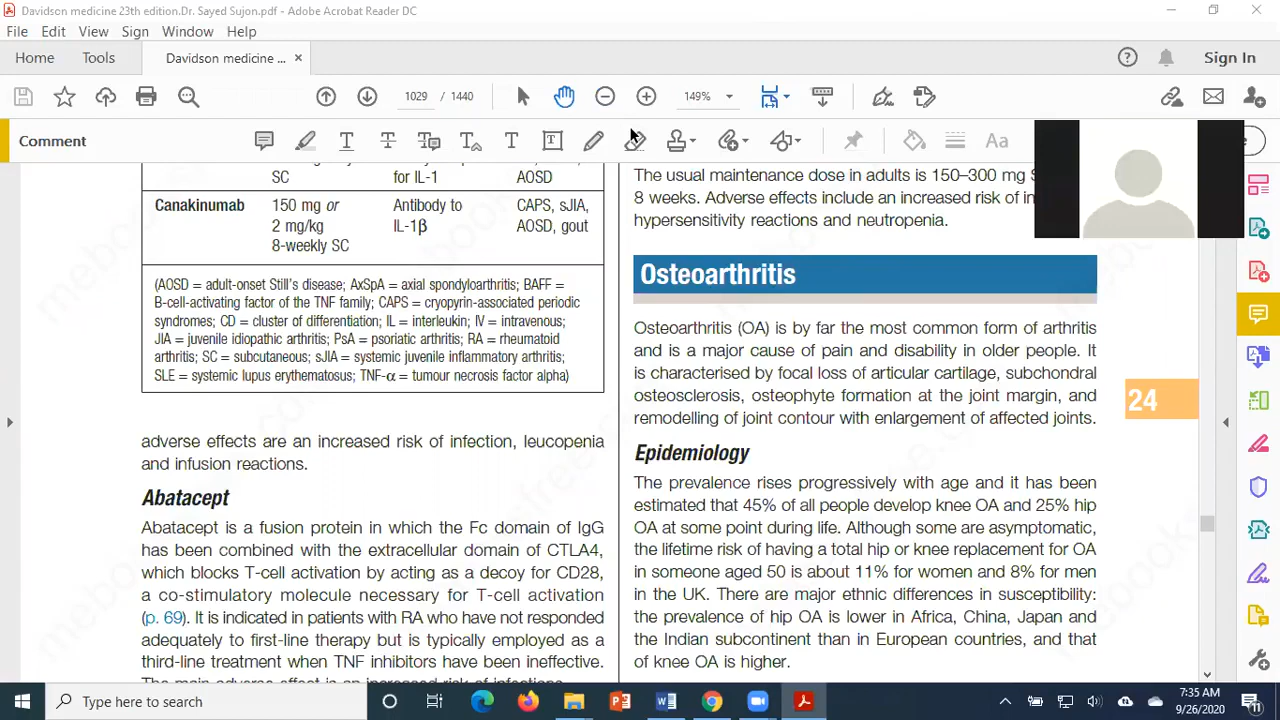 Davidson medicine 23th edition.Dr. Sayed Sujon.pdf - Adobe Acrobat Reader DC
File Edit View Sign Window Help
Home Tools Davidson medicine ... × Sign In
1029 / 1440 149%
Comment
Aa
SC for IL-1 AOSD
Canakinumab 150 mg or Antibody to CAPS, sJIA,
2 mg/kg IL-1β AOSD, gout
8-weekly SC
(AOSD = adult-onset Still's disease; AxSpA = axial spondyloarthritis; BAFF =
B-cell-activating factor of the TNF family; CAPS = cryopyrin-associated periodic
syndromes; CD = cluster of differentiation; IL = interleukin; IV = intravenous;
JIA = juvenile idiopathic arthritis; PsA = psoriatic arthritis; RA = rheumatoid
arthritis; SC = subcutaneous; sJIA = systemic juvenile inflammatory arthritis;
SLE = systemic lupus erythematosus; TNF-α = tumour necrosis factor alpha)
adverse effects are an increased risk of infection, leucopenia
and infusion reactions.
Abatacept
Abatacept is a fusion protein in which the Fc domain of IgG
has been combined with the extracellular domain of CTLA4,
which blocks T-cell activation by acting as a decoy for CD28,
a co-stimulatory molecule necessary for T-cell activation
(p. 69). It is indicated in patients with RA who have not responded
adequately to first-line therapy but is typically employed as a
third-line treatment when TNF inhibitors have been ineffective.
The main adverse effect is an increased risk of infections
The usual maintenance dose in adults is 150–300 mg
8 weeks. Adverse effects include an increased risk of
hypersensitivity reactions and neutropenia.
Osteoarthritis
Osteoarthritis (OA) is by far the most common form of arthritis
and is a major cause of pain and disability in older people. It
is characterised by focal loss of articular cartilage, subchondral
osteosclerosis, osteophyte formation at the joint margin, and
remodelling of joint contour with enlargement of affected joints.
Epidemiology
The prevalence rises progressively with age and it has been
estimated that 45% of all people develop knee OA and 25% hip
OA at some point during life. Although some are asymptomatic,
the lifetime risk of having a total hip or knee replacement for OA
in someone aged 50 is about 11% for women and 8% for men
in the UK. There are major ethnic differences in susceptibility:
the prevalence of hip OA is lower in Africa, China, Japan and
the Indian subcontinent than in European countries, and that
of knee OA is higher.
24
Type here to search
7:35 AM
9/26/2020
11